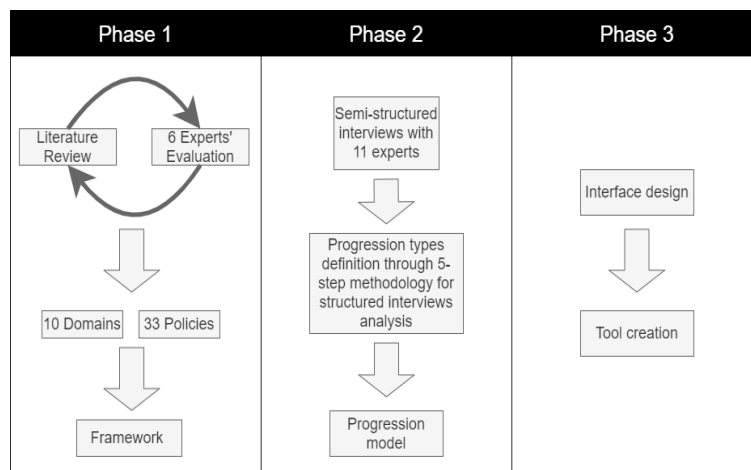 Phase 1
Phase 2
Phase 3
Literature
Review
6 Experts'
Evaluation
10 Domains
33 Policies
Framework
Semi-structured
interviews with
11 experts
Progression types
definition through 5-
step methodology for
structured interviews
analysis
Progression
model
Interface design
Tool creation